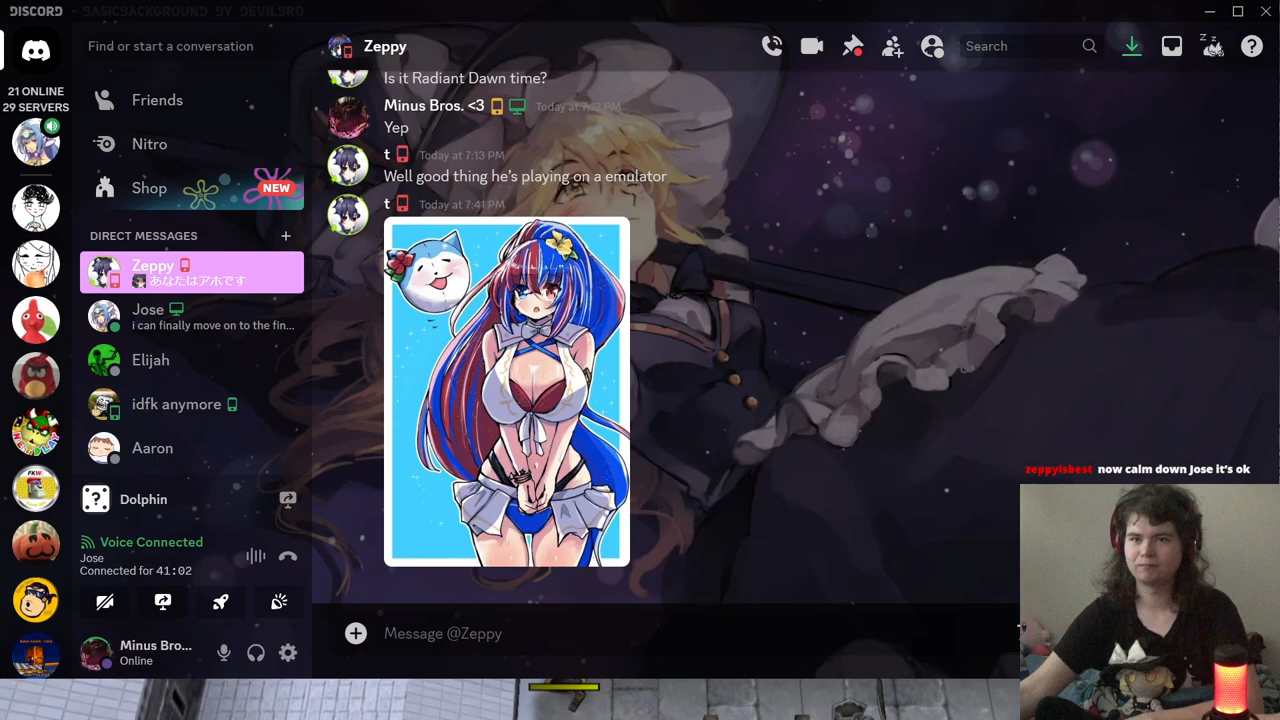 DISCORD - BASICBACKGROUND BY DEVILBRO
Find or start a conversation
Zeppy
Search
21 ONLINE
29 SERVERS
Friends
Nitro
Shop
NEW
DIRECT MESSAGES
Zeppy
あなたはアホです
Jose
i can finally move on to the fin...
Elijah
idfk anymore
Aaron
Dolphin
Voice Connected
Jose
Connected for 41:02
Minus Bro...
Online
Is it Radiant Dawn time?
Minus Bros. <3 Today at 7:12 PM
Yep
t Today at 7:13 PM
Well good thing he's playing on a emulator
t Today at 7:41 PM
Message @Zeppy
zeppyisbest now calm down Jose it's ok